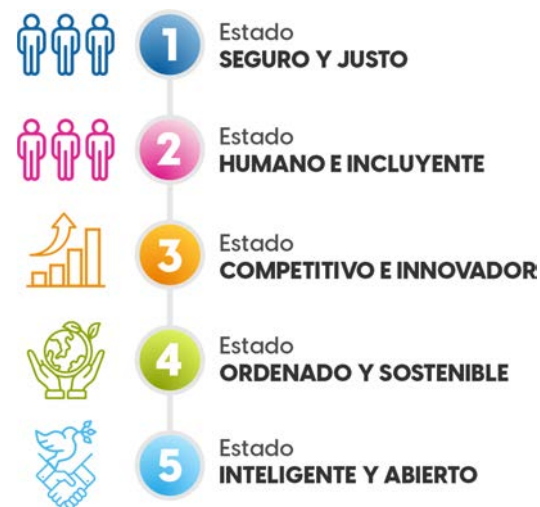 1
Estado
SEGURO Y JUSTO
2
Estado
HUMANO E INCLUYENTE
3
Estado
COMPETITIVO E INNOVADOR
4
Estado
ORDENADO Y SOSTENIBLE
5
Estado
INTELIGENTE Y ABIERTO